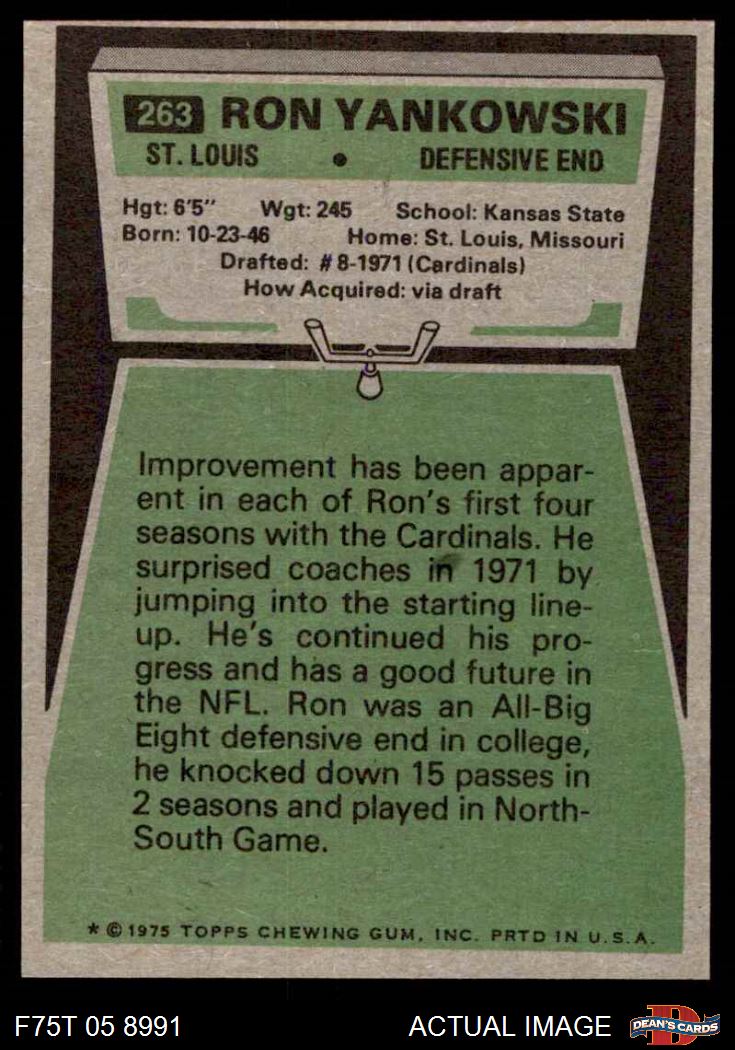 263 RON YANKOWSKI
ST. LOUIS • DEFENSIVE END
Hgt: 6'5" Wgt: 245 School: Kansas State
Born: 10-23-46 Home: St. Louis, Missouri
Drafted: #8-1971 (Cardinals)
How Acquired: via draft
Improvement has been appar-
ent in each of Ron's first four
seasons with the Cardinals. He
surprised coaches in 1971 by
jumping into the starting line-
up. He's continued his pro-
gress and has a good future in
the NFL. Ron was an All-Big
Eight defensive end in college,
he knocked down 15 passes in
2 seasons and played in North-
South Game.
* © 1975 TOPPS CHEWING GUM, INC. PRTD IN U.S.A.
F75T 05 8991 ACTUAL IMAGE DEAN'S CARDS